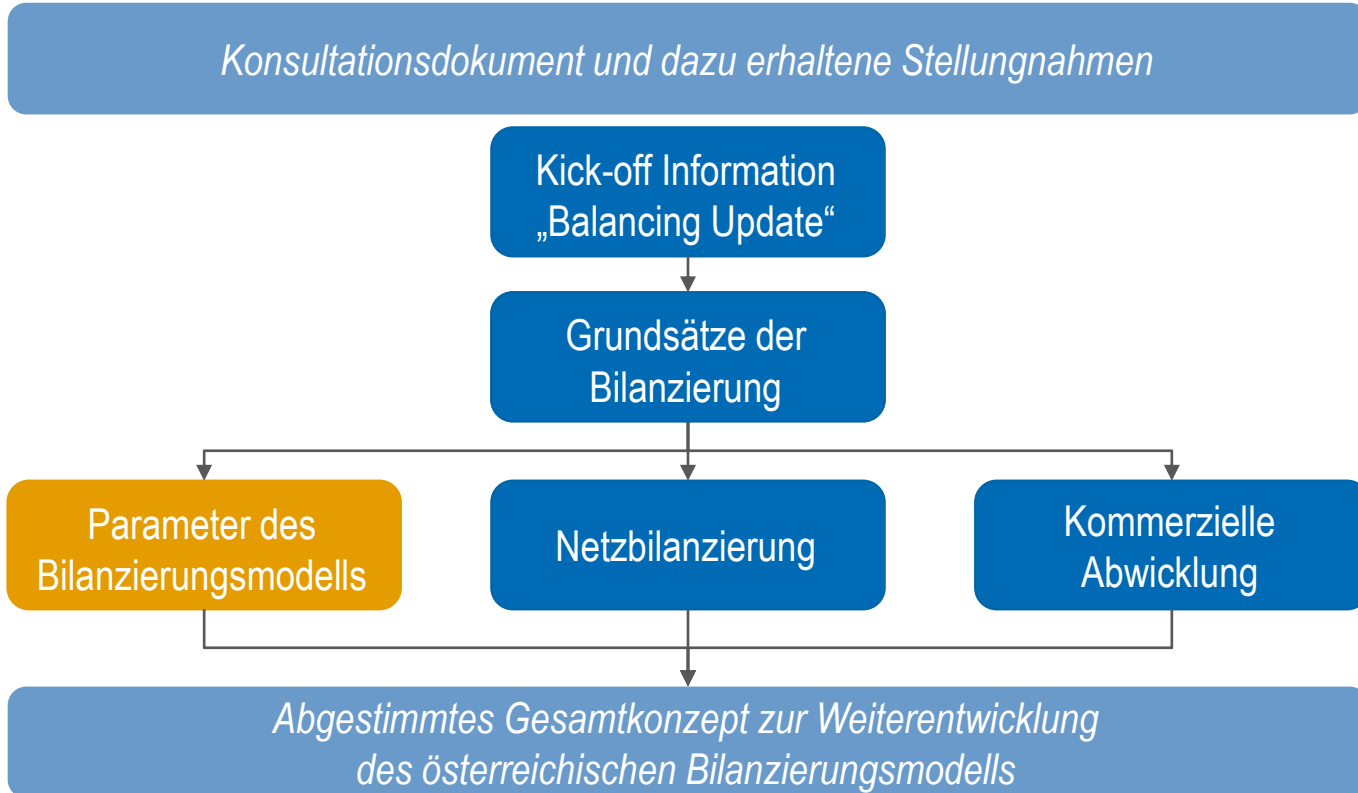 Konsultationsdokument und dazu erhaltene Stellungnahmen
Kick-off Information
„Balancing Update“
Grundsätze der
Bilanzierung
Parameter des
Bilanzierungsmodells
Netzbilanzierung
Kommerzielle
Abwicklung
Abgestimmtes Gesamtkonzept zur Weiterentwicklung
des österreichischen Bilanzierungsmodells